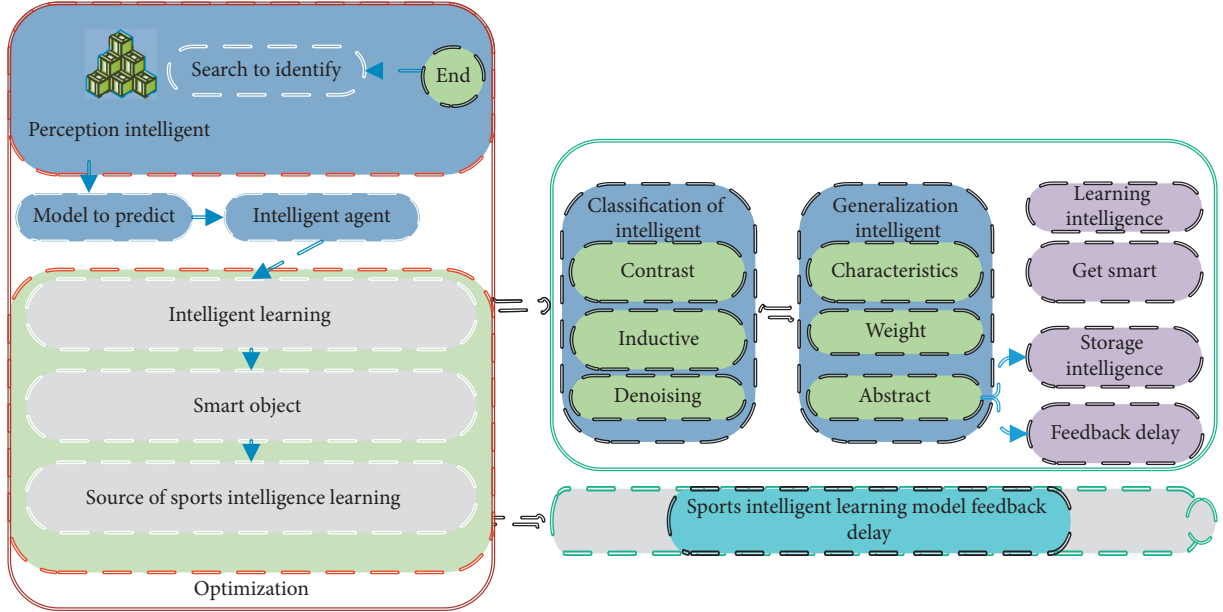 Search to identify
End
Perception intelligent
Model to predict
Intelligent agent
Intelligent learning
Smart object
Source of sports intelligence learning
Optimization
Classification of
intelligent
Contrast
Inductive
Denoising
Generalization
intelligent
Characteristics
Weight
Abstract
Learning
intelligence
Get smart
Storage
intelligence
Feedback delay
Sports intelligent learning model feedback
delay